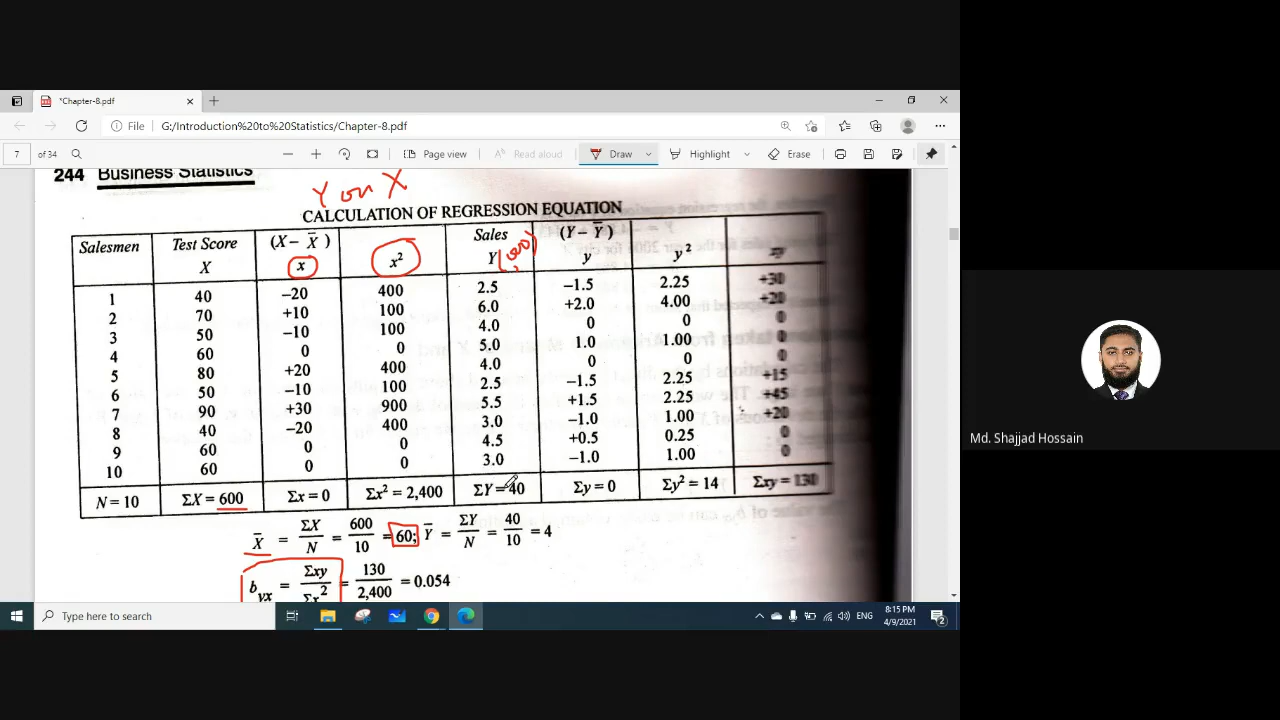 *Chapter-8.pdf
File G:/Introduction%20to%20Statistics/Chapter-8.pdf
7 of 34 Page view Read aloud Draw Highlight Erase
244 Business Statistics
Y on X
CALCULATION OF REGRESSION EQUATION
Salesmen Test Score X (X– X̄) x x² Sales Y (,000) (Y– Ȳ) y y² xy
1 40 –20 400 2.5 –1.5 2.25 +30
2 70 +10 100 6.0 +2.0 4.00 +20
3 50 –10 100 4.0 0 0 0
4 60 0 0 5.0 1.0 1.00 0
5 80 +20 400 4.0 0 0 0
6 50 –10 100 2.5 –1.5 2.25 +15
7 90 +30 900 5.5 +1.5 2.25 +45
8 40 –20 400 3.0 –1.0 1.00 +20
9 60 0 0 4.5 +0.5 0.25 0
10 60 0 0 3.0 –1.0 1.00 0
N = 10 ΣX = 600 Σx = 0 Σx² = 2,400 ΣY = 40 Σy = 0 Σy² = 14 Σxy = 130
X̄ = ΣX/N = 600/10 = 60; Ȳ = ΣY/N = 40/10 = 4
b yx = Σxy/Σx² = 130/2,400 = 0.054
Md. Shajjad Hossain
Type here to search
ENG
8:15 PM
4/9/2021
2